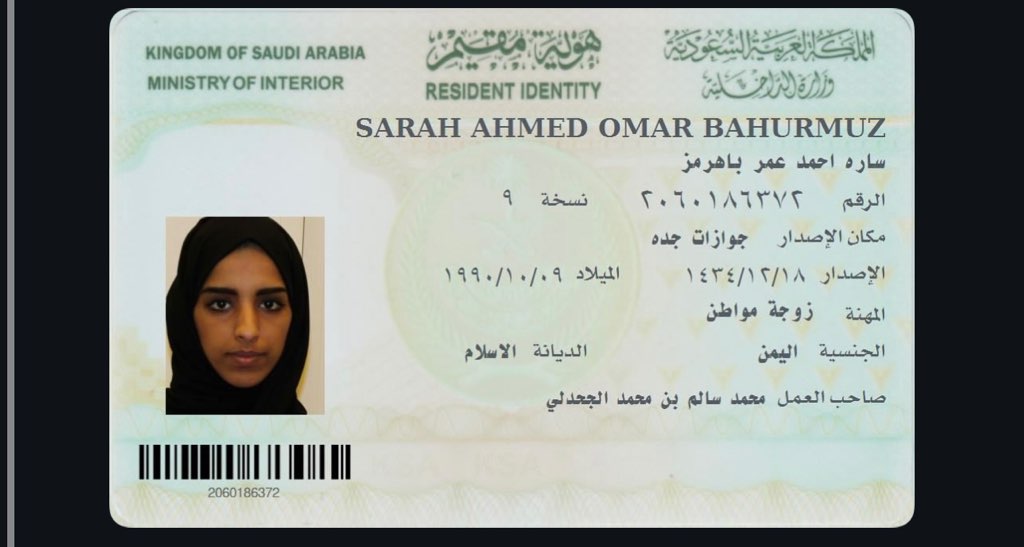 KINGDOM OF SAUDI ARABIA
MINISTRY OF INTERIOR
هوية مقيم
RESIDENT IDENTITY
المملكة العربية السعودية
وزارة الداخلية
SARAH AHMED OMAR BAHURMUZ
ساره احمد عمر باهرمز
الرقم ٢٠٦٠١٨٦٣٧٢ نسخة ٩
مكان الإصدار جوازات جده
الإصدار ١٤٣٤/١٢/١٨ الميلاد ١٩٩٠/١٠/٠٩
المهنة زوجة مواطن
الجنسية اليمن الديانة الاسلام
صاحب العمل محمد سالم بن محمد الجحدلي
2060186372